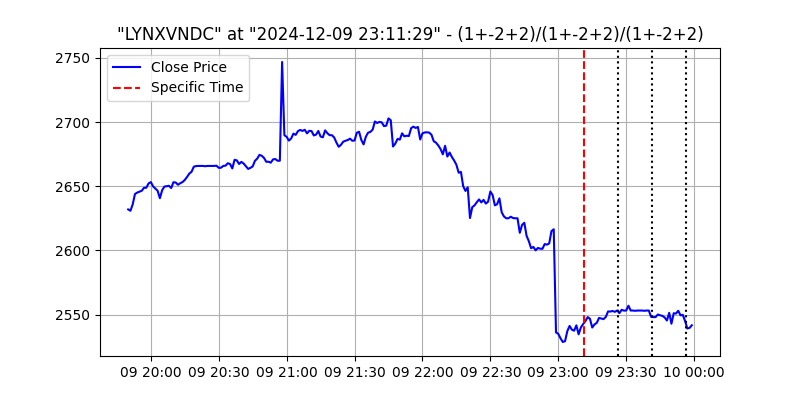 "LYNXVNDC" at "2024-12-09 23:11:29" - (1+-2+2)/(1+-2+2)/(1+-2+2)
Close Price
Specific Time
2750
2700
2650
2600
2550
09 20:00 09 20:30 09 21:00 09 21:30 09 22:00 09 22:30 09 23:00 09 23:30 10 00:00